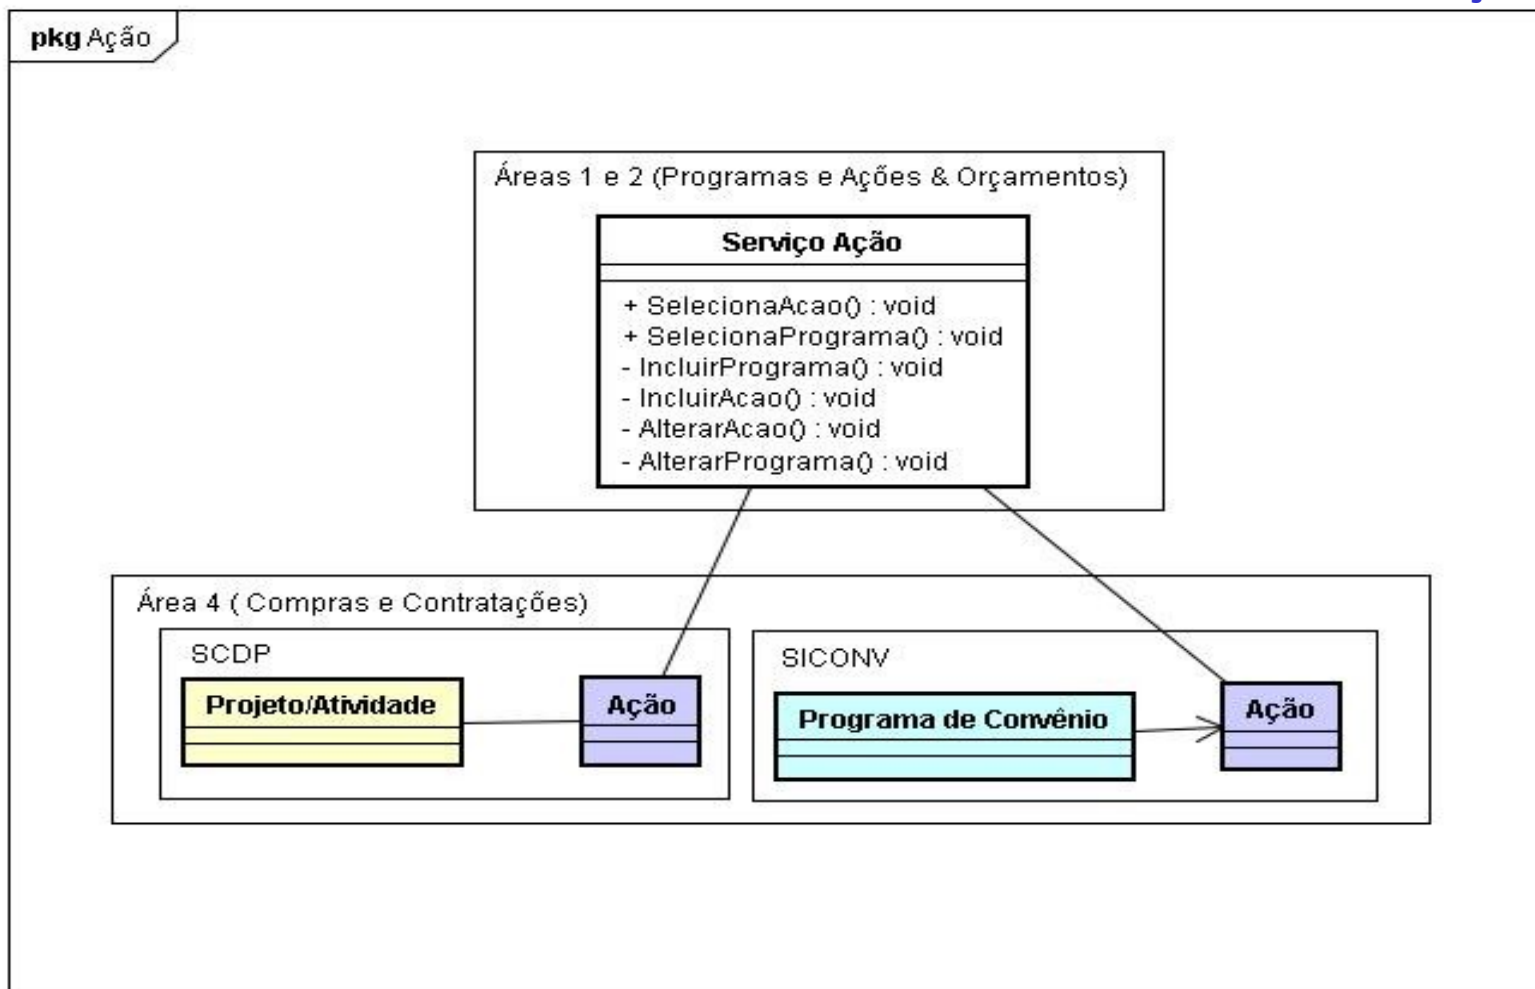 pkg Ação
Áreas 1 e 2 (Programas e Ações & Orçamentos)
Serviço Ação
+ SelecionaAcao() : void
+ SelecionaPrograma() : void
- IncluirPrograma() : void
- IncluirAcao() : void
- AlterarAcao() : void
- AlterarPrograma() : void
Área 4 ( Compras e Contratações)
SCDP
Projeto/Atividade
Ação
SICONV
Programa de Convênio
Ação